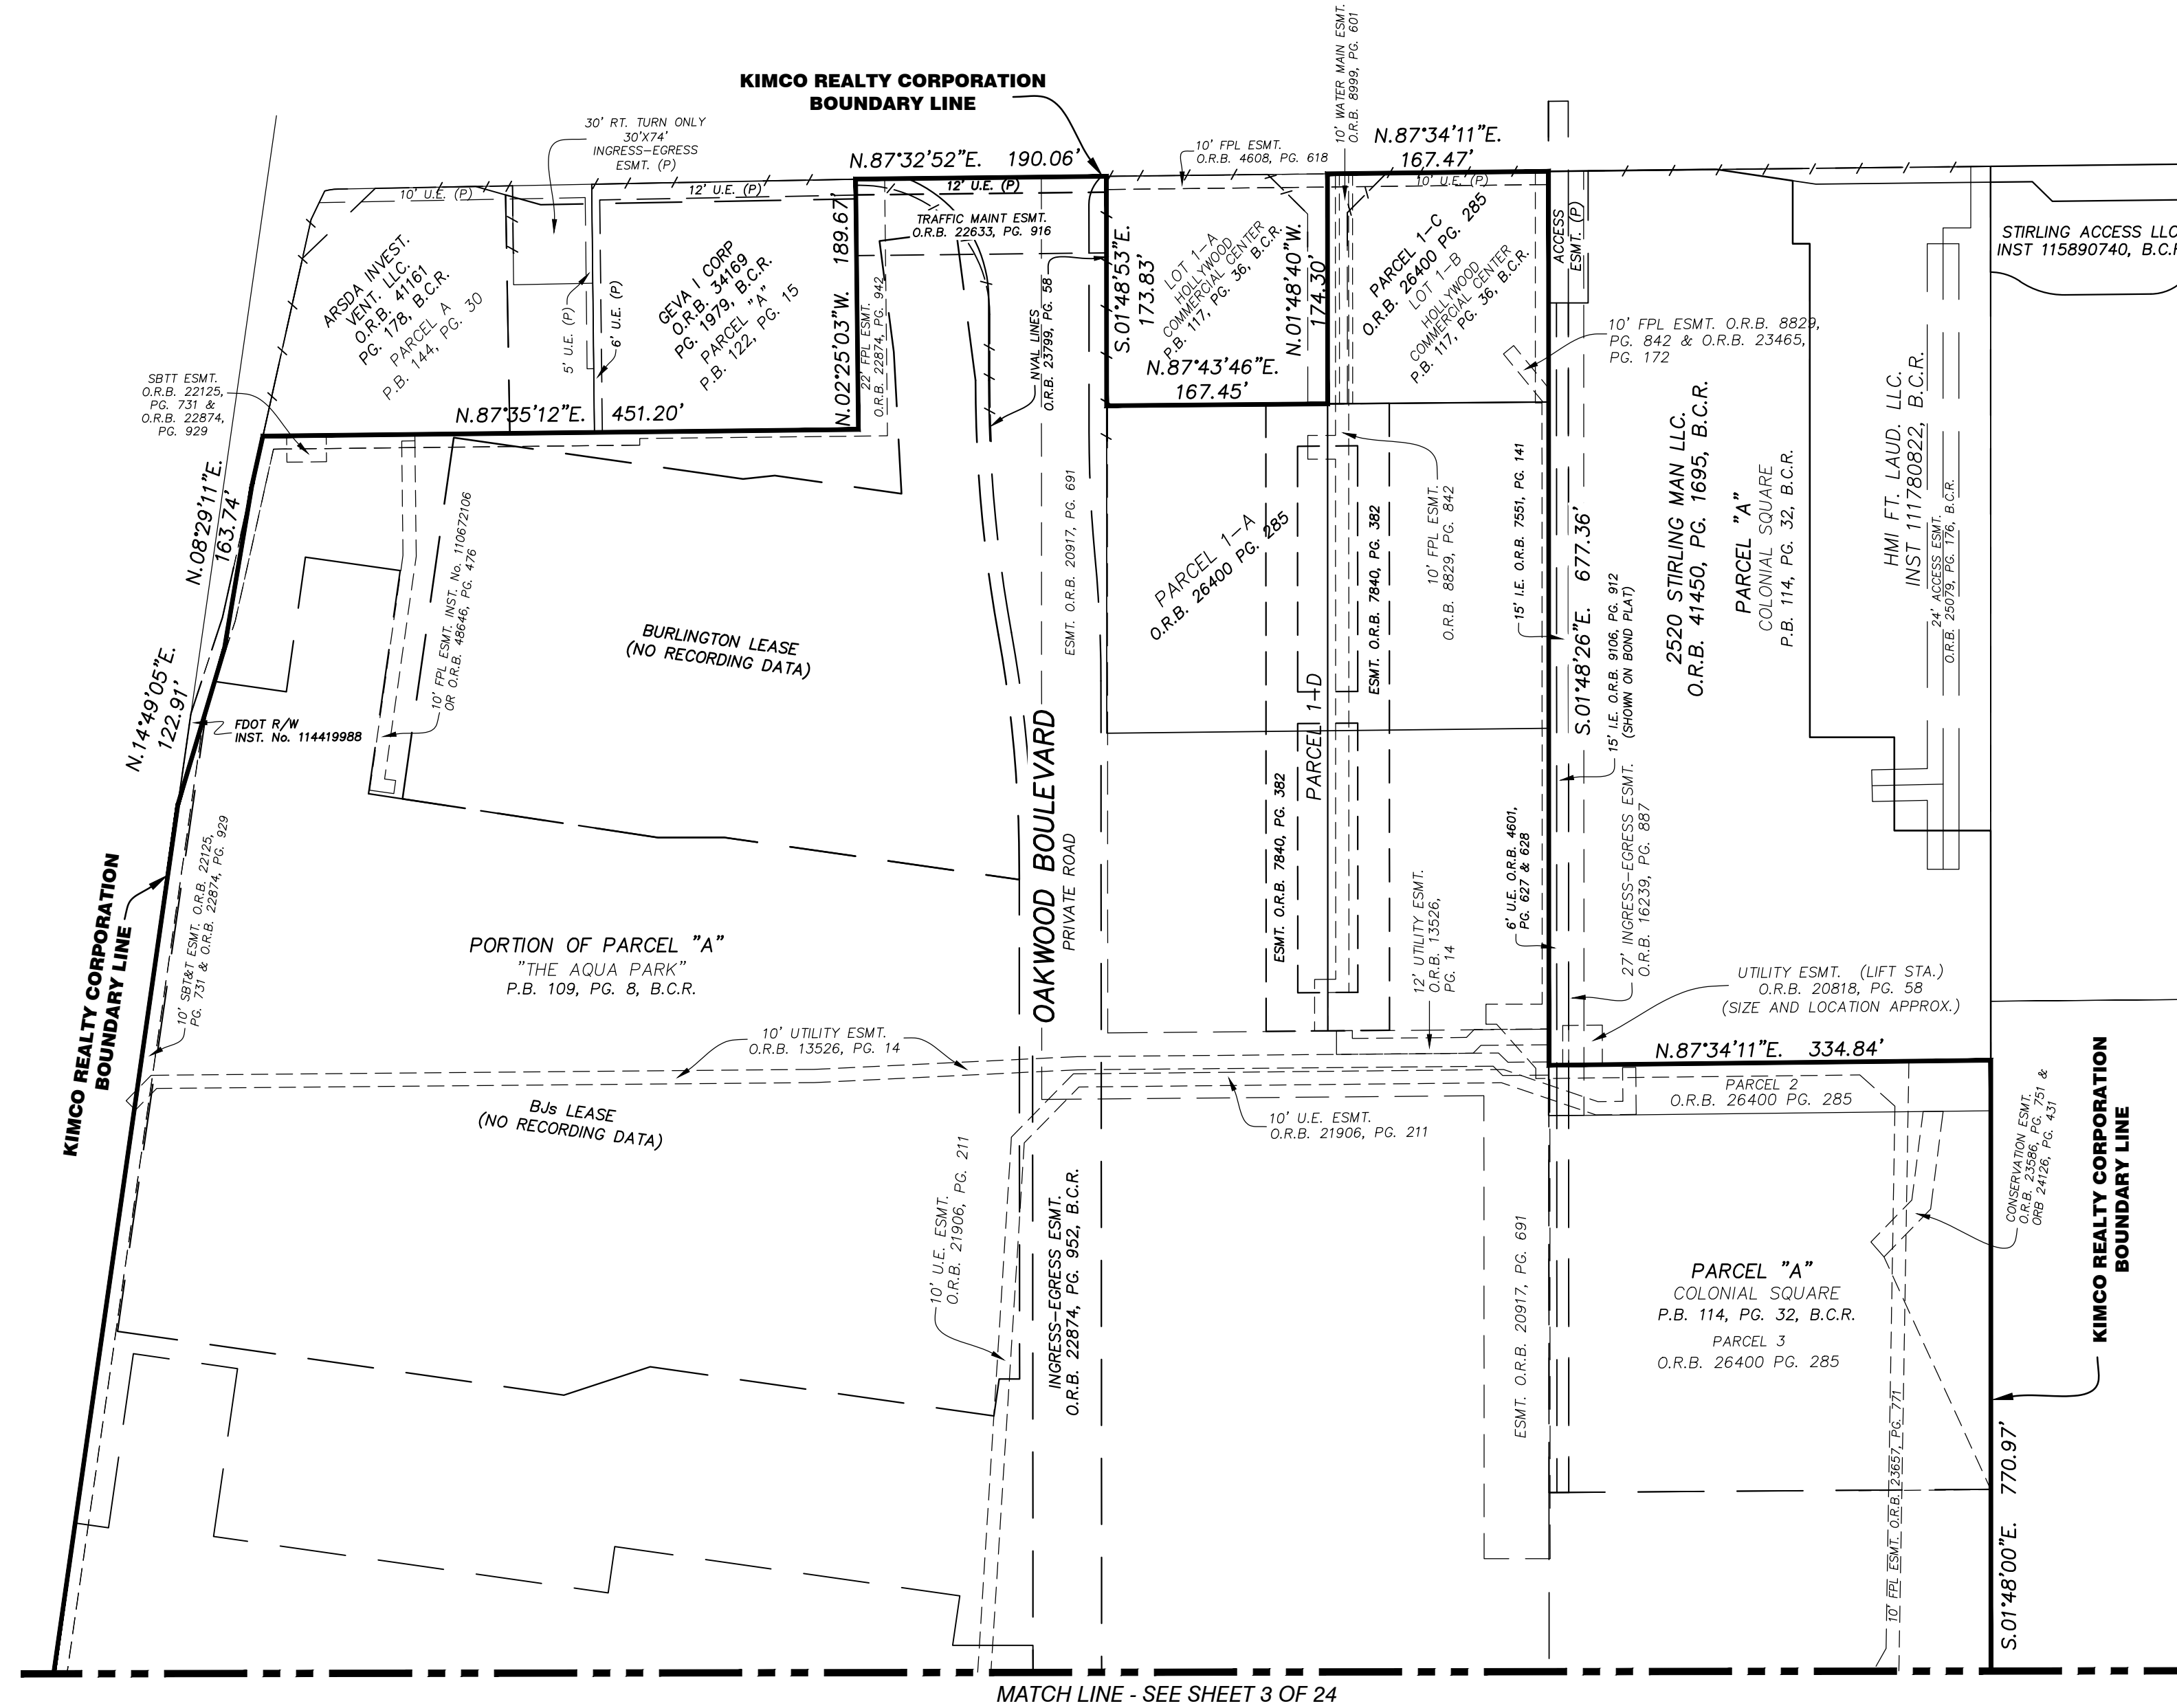 KIMCO REALTY CORPORATION
BOUNDARY LINE
10' WATER MAIN ESMT.
O.R.B. 8999, PG. 601
30' RT. TURN ONLY
30'X74'
INGRESS-EGRESS
ESMT. (P)
N.87°32'52"E. 190.06'
10' FPL ESMT.
O.R.B. 4608, PG. 618
N.87°34'11"E.
167.47'
10' U.E. (P)
12' U.E. (P)
12' U.E. (P)
10' U.E. (P)
ARSDA INVEST.
VENT. LLC.
O.R.B. 41161
PG. 178, B.C.R.
PARCEL A
P.B. 144, PG. 30
5' U.E. (P)
6' U.E. (P)
GEVA I CORP
O.R.B. 34169
PG. 1979, B.C.R.
PARCEL "A"
P.B. 122, PG. 15
N.02°25'03"W. 189.67'
22' FPL ESMT.
O.R.B. 22874, PG. 942
TRAFFIC MAINT ESMT.
O.R.B. 22633, PG. 916
NVAL LINES
O.R.B. 23799, PG. 58
S.01°48'53"E.
173.83'
LOT 1-A
HOLLYWOOD
COMMERCIAL CENTER
P.B. 117, PG. 36, B.C.R.
N.87°43'46"E.
167.45'
N.01°48'40"W.
174.30'
PARCEL 1-C
O.R.B. 26400 PG. 285
LOT 1-B
HOLLYWOOD
COMMERCIAL CENTER
P.B. 117, PG. 36, B.C.R.
ACCESS
ESMT. (P)
STIRLING ACCESS LLC
INST 115890740, B.C.R
10' FPL ESMT. O.R.B. 8829,
PG. 842 & O.R.B. 23465,
PG. 172
SBTT ESMT.
O.R.B. 22125,
PG. 731 &
O.R.B. 22874,
PG. 929
N.87°35'12"E. 451.20'
N.08°29'11"E.
163.74'
10' FPL ESMT. INST. No. 110672106
OR O.R.B. 48646, PG. 476
BURLINGTON LEASE
(NO RECORDING DATA)
ESMT. O.R.B. 20917, PG. 691
PARCEL 1-A
O.R.B. 26400 PG. 285
ESMT. O.R.B. 7840, PG. 382
10' FPL ESMT.
O.R.B. 8829, PG. 842
15' I.E. O.R.B. 7551, PG. 141
S.01°48'26"E. 677.36'
15' I.E. O.R.B. 9106, PG. 912
(SHOWN ON BOND PLAT)
2520 STIRLING MAN LLC.
O.R.B. 41450, PG. 1695, B.C.R.
PARCEL "A"
COLONIAL SQUARE
P.B. 114, PG. 32, B.C.R.
HMI FT. LAUD. LLC.
INST 111780822, B.C.R.
24' ACCESS ESMT.
O.R.B. 25079, PG. 176, B.C.R.
N.14°49'05"E.
122.91'
FDOT R/W
INST. No. 114419988
OAKWOOD BOULEVARD
PRIVATE ROAD
PARCEL 1-D
ESMT. O.R.B. 7840, PG. 382
6' U.E. O.R.B. 4601,
PG. 627 & 628
27' INGRESS-EGRESS ESMT.
O.R.B. 16239, PG. 887
KIMCO REALTY CORPORATION
BOUNDARY LINE
10' SBT&T ESMT. O.R.B. 22125,
PG. 731 & O.R.B. 22874, PG. 929
PORTION OF PARCEL "A"
"THE AQUA PARK"
P.B. 109, PG. 8, B.C.R.
12' UTILITY ESMT.
O.R.B. 13526,
PG. 14
UTILITY ESMT. (LIFT STA.)
O.R.B. 20818, PG. 58
(SIZE AND LOCATION APPROX.)
10' UTILITY ESMT.
O.R.B. 13526, PG. 14
N.87°34'11"E. 334.84'
PARCEL 2
O.R.B. 26400 PG. 285
BJs LEASE
(NO RECORDING DATA)
10' U.E. ESMT.
O.R.B. 21906, PG. 211
10' U.E. ESMT.
O.R.B. 21906, PG. 211
INGRESS-EGRESS ESMT.
O.R.B. 22874, PG. 952, B.C.R.
ESMT. O.R.B. 20917, PG. 691
CONSERVATION ESMT.
O.R.B. 23586, PG. 751 &
ORB 24126, PG. 431
KIMCO REALTY CORPORATION
BOUNDARY LINE
PARCEL "A"
COLONIAL SQUARE
P.B. 114, PG. 32, B.C.R.
PARCEL 3
O.R.B. 26400 PG. 285
10' FPL ESMT. O.R.B. 23657, PG. 771
S.01°48'00"E. 770.97'
MATCH LINE - SEE SHEET 3 OF 24